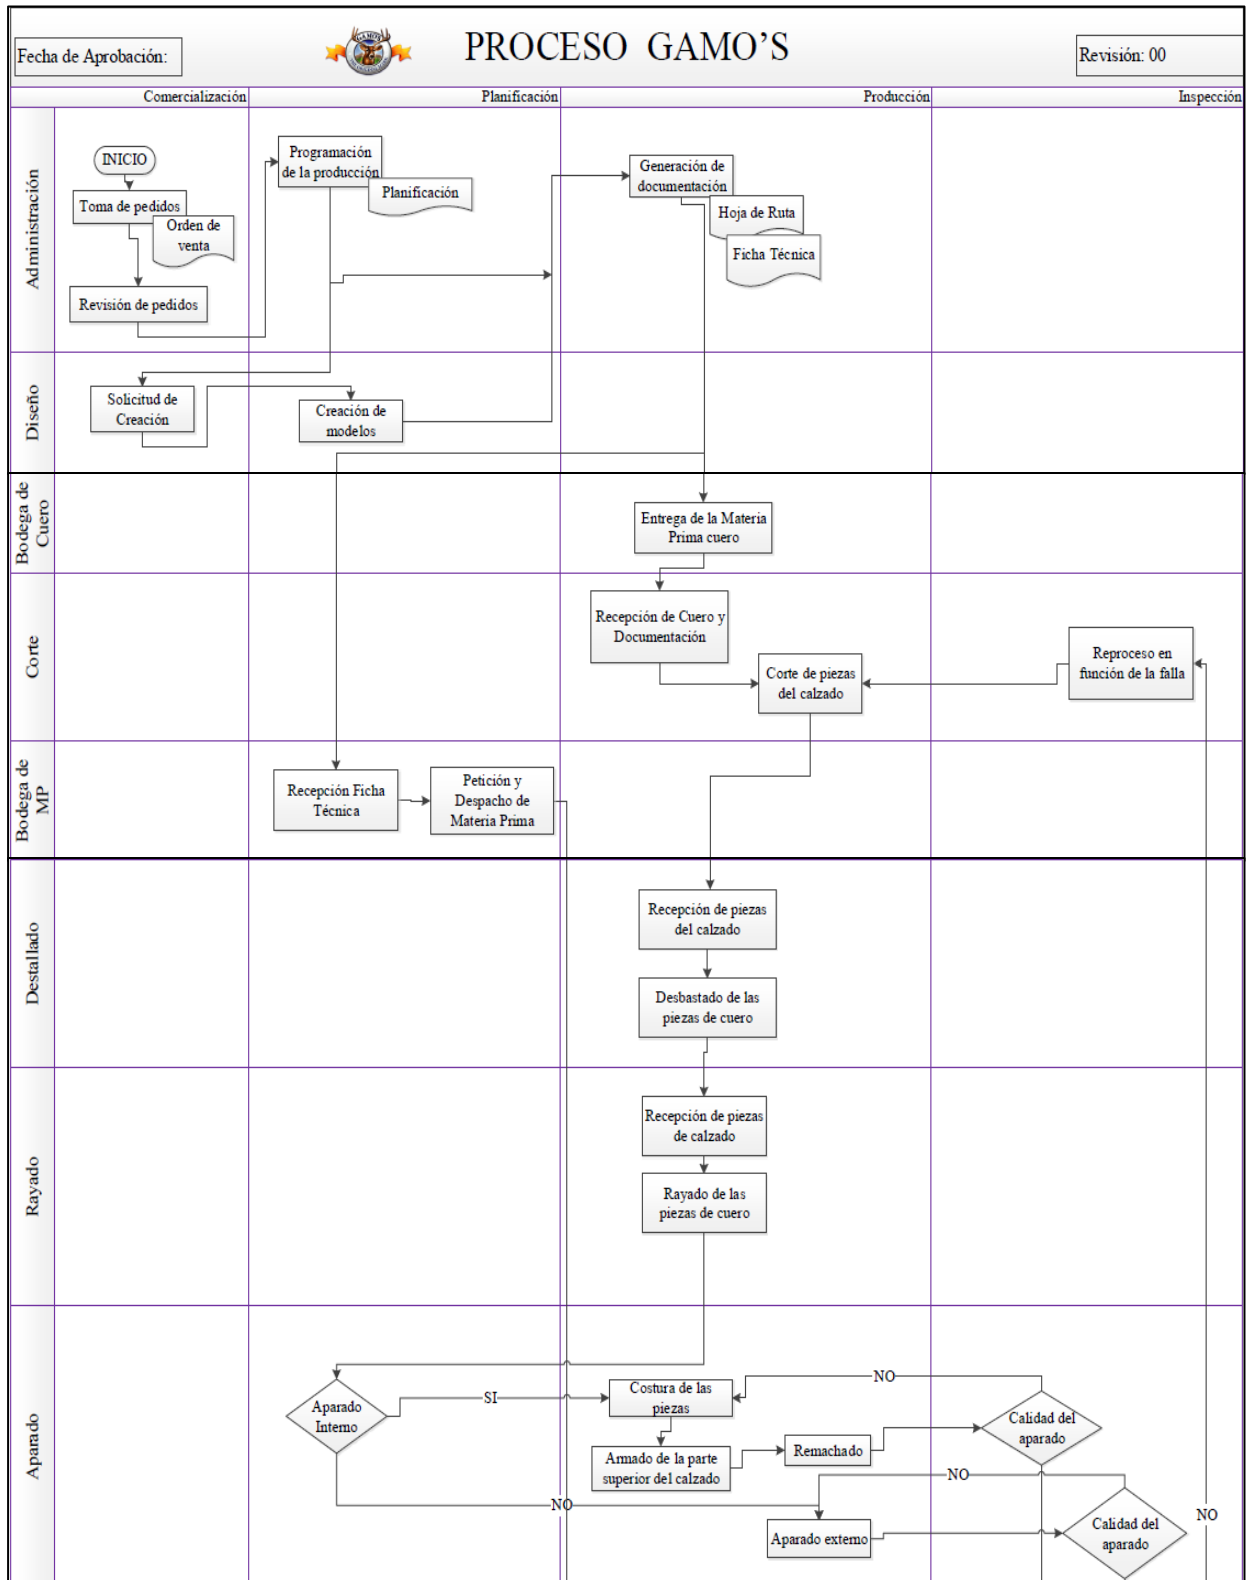 Fecha de Aprobación:
GAMO'S
PROCESO GAMO'S
Revisión: 00
Comercialización
Planificación
Producción
Inspección
Administración
INICIO
Toma de pedidos
Orden de
venta
Revisión de pedidos
Programación
de la producción
Planificación
Generación de
documentación
Hoja de Ruta
Ficha Técnica
Diseño
Solicitud de
Creación
Creación de
modelos
Bodega de
Cuero
Entrega de la Materia
Prima cuero
Corte
Recepción de Cuero y
Documentación
Corte de piezas
del calzado
Reproceso en
función de la falla
Bodega de
MP
Recepción Ficha
Técnica
Petición y
Despacho de
Materia Prima
Destallado
Recepción de piezas
del calzado
Desbastado de las
piezas de cuero
Rayado
Recepción de piezas
de calzado
Rayado de las
piezas de cuero
Aparado
Aparado
Interno
SI
Costura de las
piezas
NO
Armado de la parte
superior del calzado
Remachado
Calidad del
aparado
NO
NO
Aparado externo
Calidad del
aparado
NO